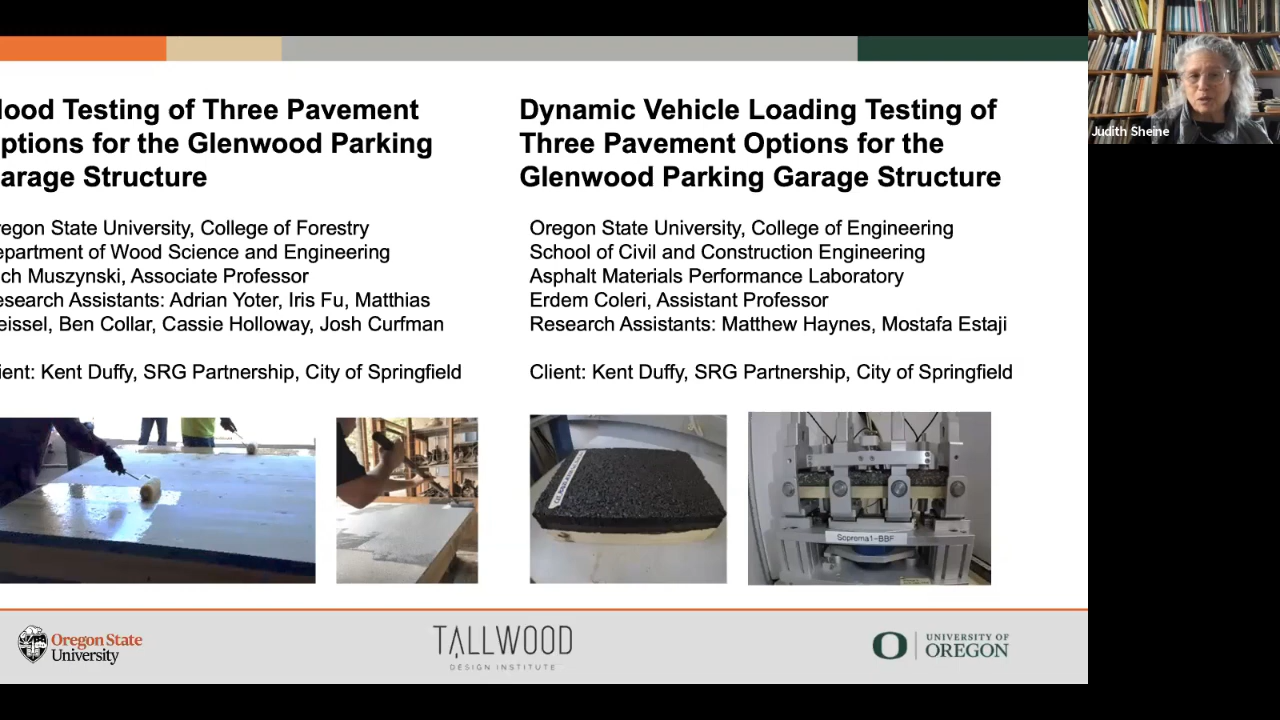 lood Testing of Three Pavement
ptions for the Glenwood Parking
arage Structure
regon State University, College of Forestry
epartment of Wood Science and Engineering
ch Muszynski, Associate Professor
esearch Assistants: Adrian Yoter, Iris Fu, Matthias
eissel, Ben Collar, Cassie Holloway, Josh Curfman
ient: Kent Duffy, SRG Partnership, City of Springfield
Dynamic Vehicle Loading Testing of
Three Pavement Options for the
Glenwood Parking Garage Structure
Oregon State University, College of Engineering
School of Civil and Construction Engineering
Asphalt Materials Performance Laboratory
Erdem Coleri, Assistant Professor
Research Assistants: Matthew Haynes, Mostafa Estaji
Client: Kent Duffy, SRG Partnership, City of Springfield
Soprema1-BBF
Oregon State
University
TALLWOOD
DESIGN INSTITUTE
O
UNIVERSITY OF
OREGON
Judith Sheine